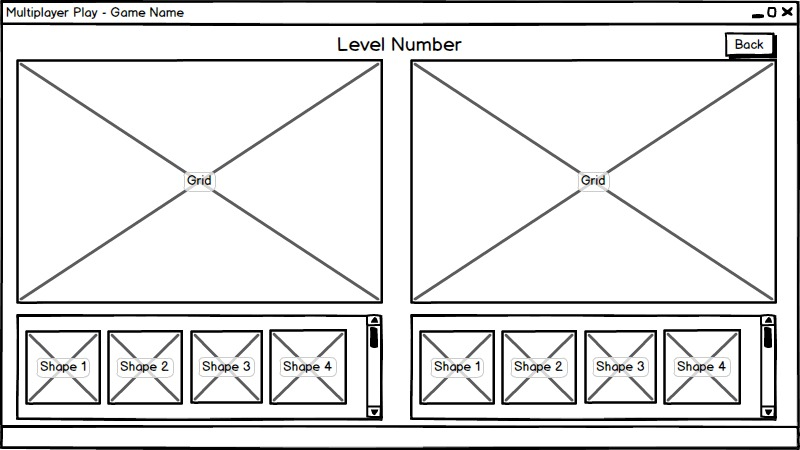 Multiplayer Play - Game Name
Level Number
Back
Grid
Grid
Shape 1
Shape 2
Shape 3
Shape 4
Shape 1
Shape 2
Shape 3
Shape 4